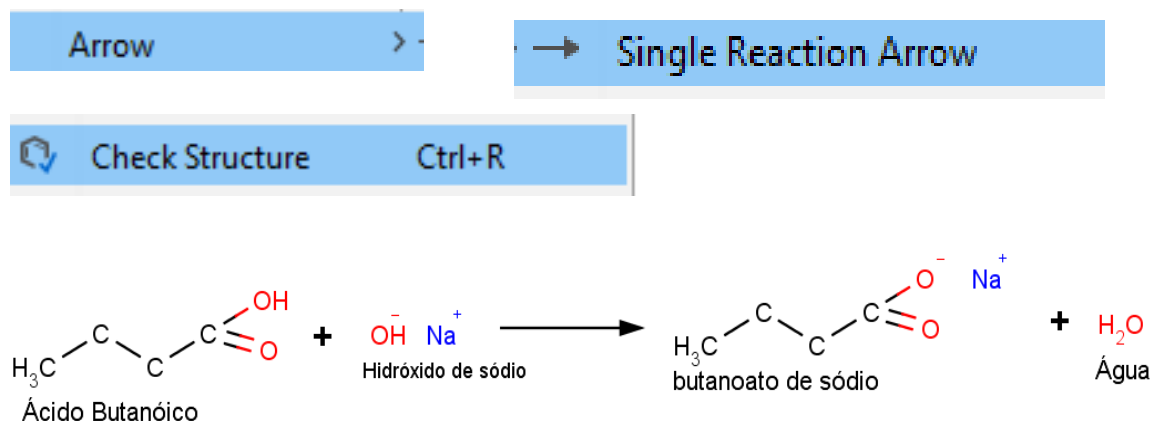 Arrow >
Single Reaction Arrow
Check Structure Ctrl+R
H₃C C C C OH O + OH⁻ Na⁺ H₃C C C C O⁻ O Na⁺ + H₂O
Ácido Butanóico
Hidróxido de sódio
butanoato de sódio
Água